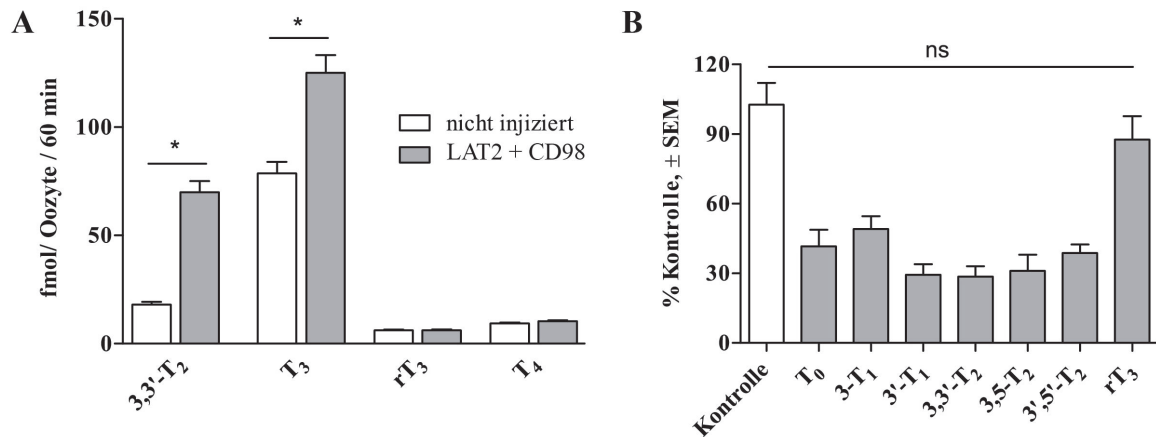 A
fmol/ Oozyte / 60 min
150
100
50
0
*
*
nicht injiziert
LAT2 + CD98
3,3'-T₂
T₃
rT₃
T₄
B
% Kontrolle, ± SEM
120
90
60
30
0
ns
Kontrolle
T₀
3-T₁
3'-T₁
3,3'-T₂
3,5-T₂
3',5'-T₂
rT₃